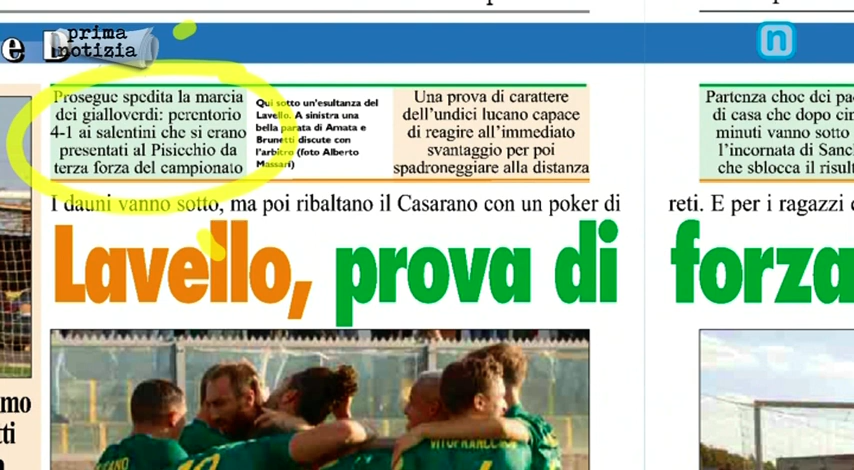 e D
prima
notizia
n
Prosegue spedita la marcia
dei gialloverdi: perentorio
4-1 ai salentini che si erano
presentati al Pisicchio da
terza forza del campionato
Qui sotto un'esultanza del
Lavello. A sinistra una
bella parata di Amata e
Brunetti discute con
l'arbitro (foto Alberto
Massari)
Una prova di carattere
dell'undici lucano capace
di reagire all'immediato
svantaggio per poi
spadroneggiare alla distanza
Partenza choc dei pa
di casa che dopo cin
minuti vanno sotto
l'incornata di Sanc
che sblocca il risult
I dauni vanno sotto, ma poi ribaltano il Casarano con un poker di reti. E per i ragazzi
Lavello, prova di forza
mo
tti
VITOFRANCESCO